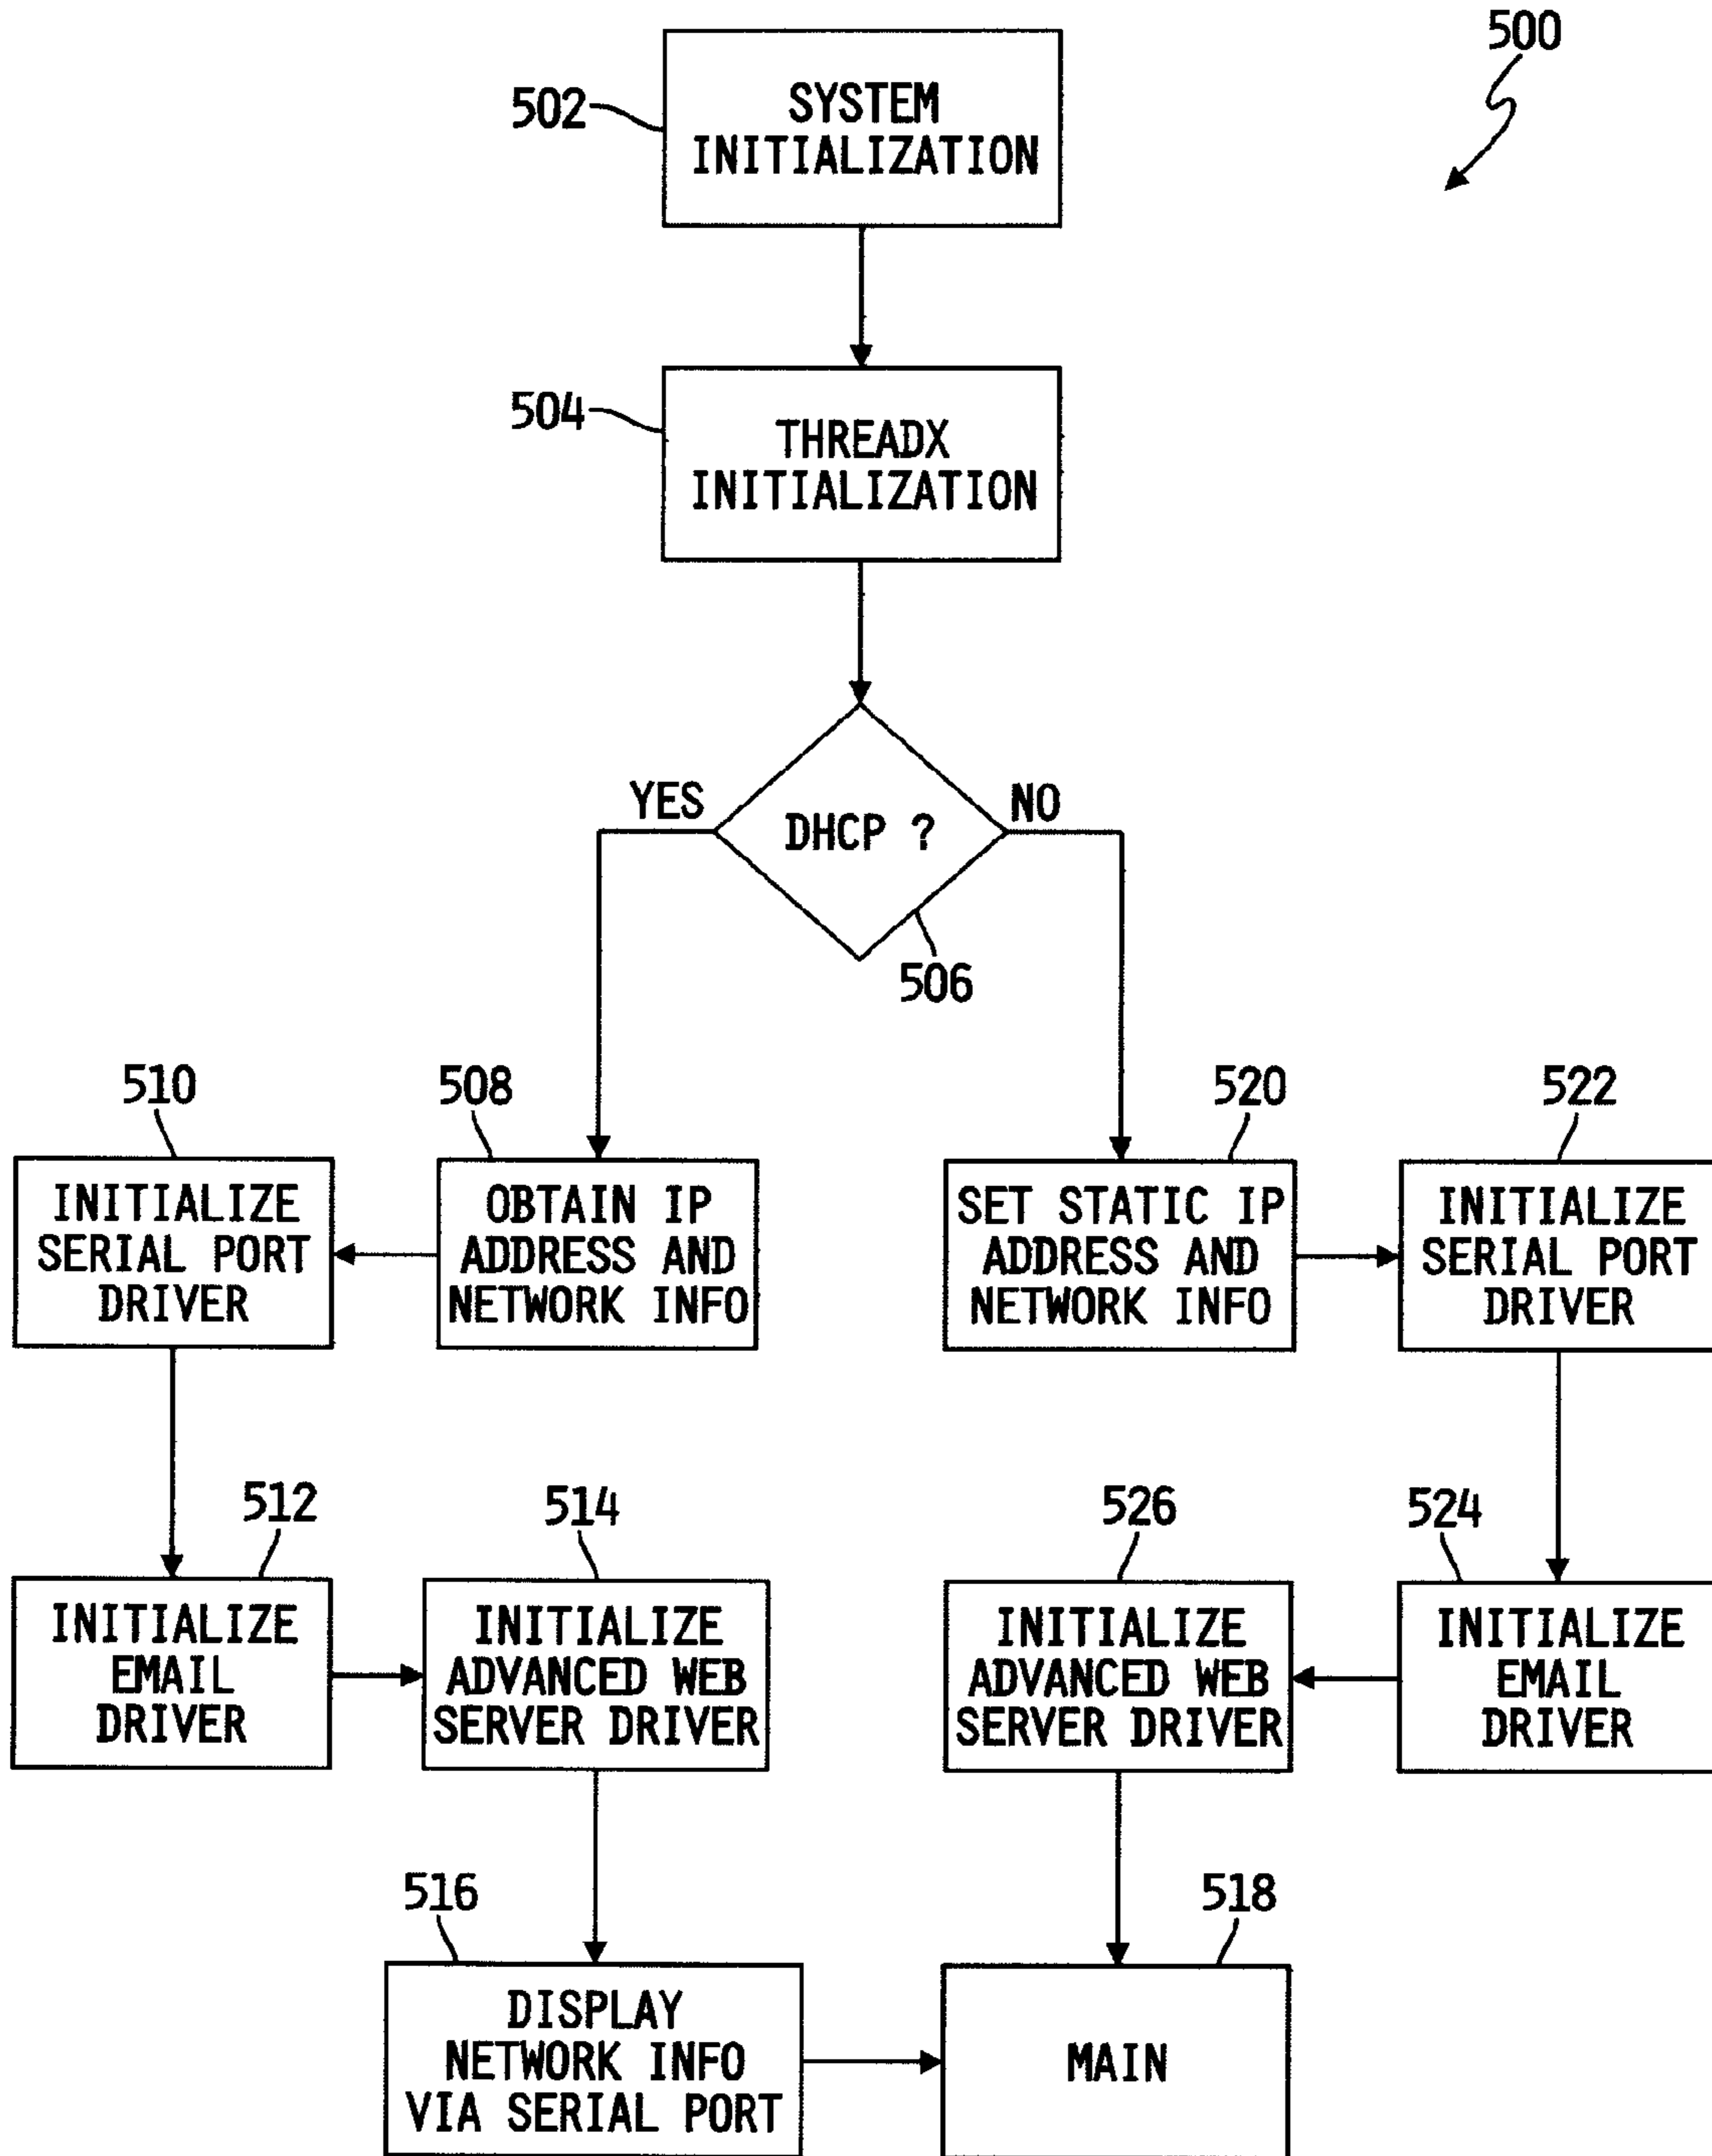 500
502
SYSTEM
INITIALIZATION
504
THREADX
INITIALIZATION
YES
DHCP ?
NO
506
510
508
520
522
INITIALIZE
SERIAL PORT
DRIVER
OBTAIN IP
ADDRESS AND
NETWORK INFO
SET STATIC IP
ADDRESS AND
NETWORK INFO
INITIALIZE
SERIAL PORT
DRIVER
512
514
526
524
INITIALIZE
EMAIL
DRIVER
INITIALIZE
ADVANCED WEB
SERVER DRIVER
INITIALIZE
ADVANCED WEB
SERVER DRIVER
INITIALIZE
EMAIL
DRIVER
516
518
DISPLAY
NETWORK INFO
VIA SERIAL PORT
MAIN